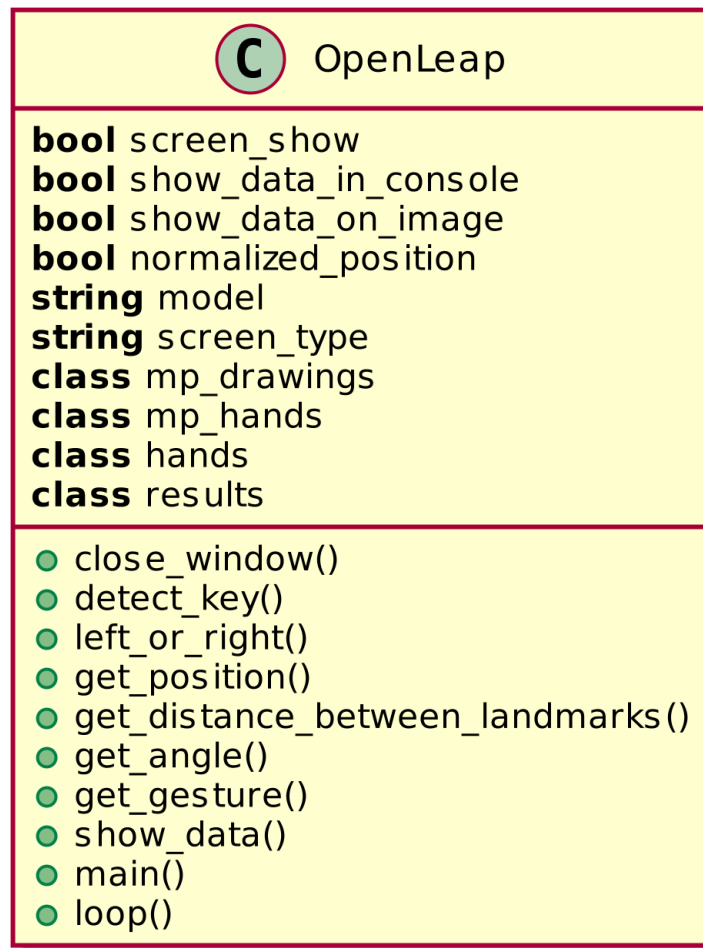 C OpenLeap
bool screen_show
bool show_data_in_console
bool show_data_on_image
bool normalized_position
string model
string screen_type
class mp_drawings
class mp_hands
class hands
class results
close_window()
detect_key()
left_or_right()
get_position()
get_distance_between_landmarks()
get_angle()
get_gesture()
show_data()
main()
loop()